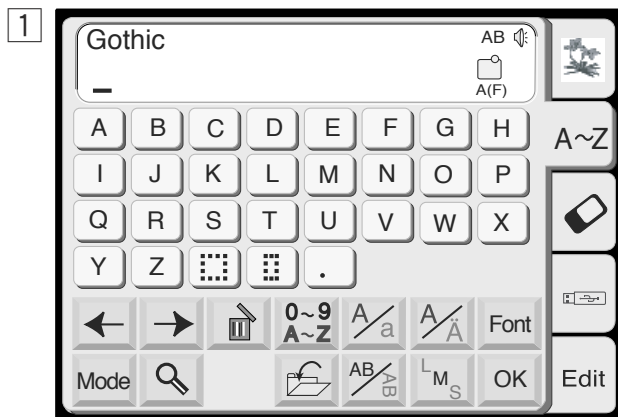 1
Gothic
AB
A(F)
A B C D E F G H
A~Z
I J K L M N O P
Q R S T U V W X
Y Z .
0~9
A~Z
A/a
A/Ä
Font
Mode
AB/AB
L M S
OK
Edit